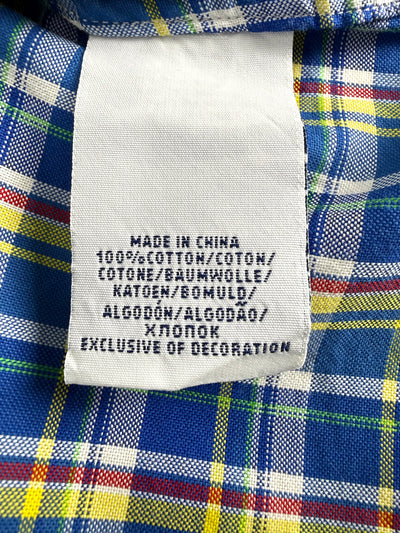 MADE IN CHINA
100%COTTON/COTON/
COTONE/BAUMWOLLE/
KATOEN/BOMULD/
ALGODÓN/ALGODÃO/
ХЛОПОК
EXCLUSIVE OF DECORATION